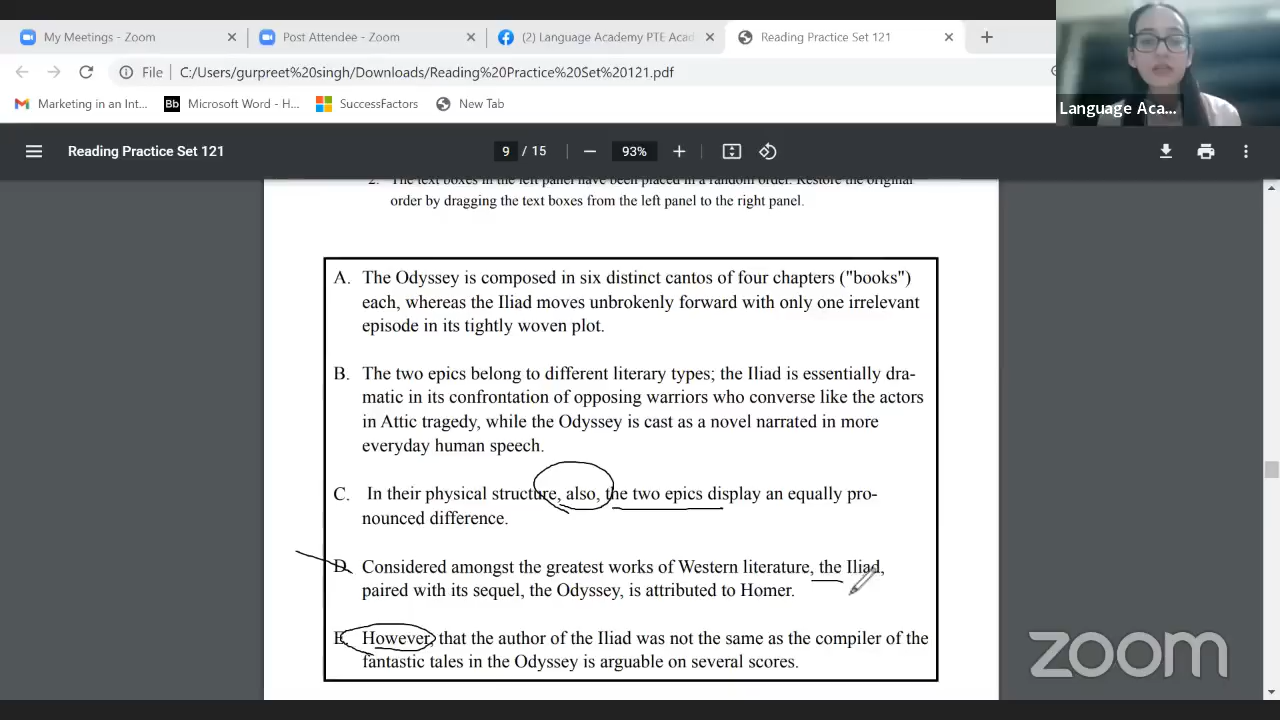 My Meetings - Zoom
Post Attendee - Zoom
(2) Language Academy PTE Acad
Reading Practice Set 121
File
C:/Users/gurpreet%20singh/Downloads/Reading%20Practice%20Set%20121.pdf
Marketing in an Int...
Bb Microsoft Word - H...
SuccessFactors
New Tab
Language Aca...
Reading Practice Set 121
9 / 15
93%
2. The text boxes in the left panel have been placed in a random order. Restore the original
order by dragging the text boxes from the left panel to the right panel.
A. The Odyssey is composed in six distinct cantos of four chapters ("books")
each, whereas the Iliad moves unbrokenly forward with only one irrelevant
episode in its tightly woven plot.
B. The two epics belong to different literary types; the Iliad is essentially dra-
matic in its confrontation of opposing warriors who converse like the actors
in Attic tragedy, while the Odyssey is cast as a novel narrated in more
everyday human speech.
C. In their physical structure, also, the two epics display an equally pro-
nounced difference.
D. Considered amongst the greatest works of Western literature, the Iliad,
paired with its sequel, the Odyssey, is attributed to Homer.
E. However, that the author of the Iliad was not the same as the compiler of the
fantastic tales in the Odyssey is arguable on several scores.
zoom